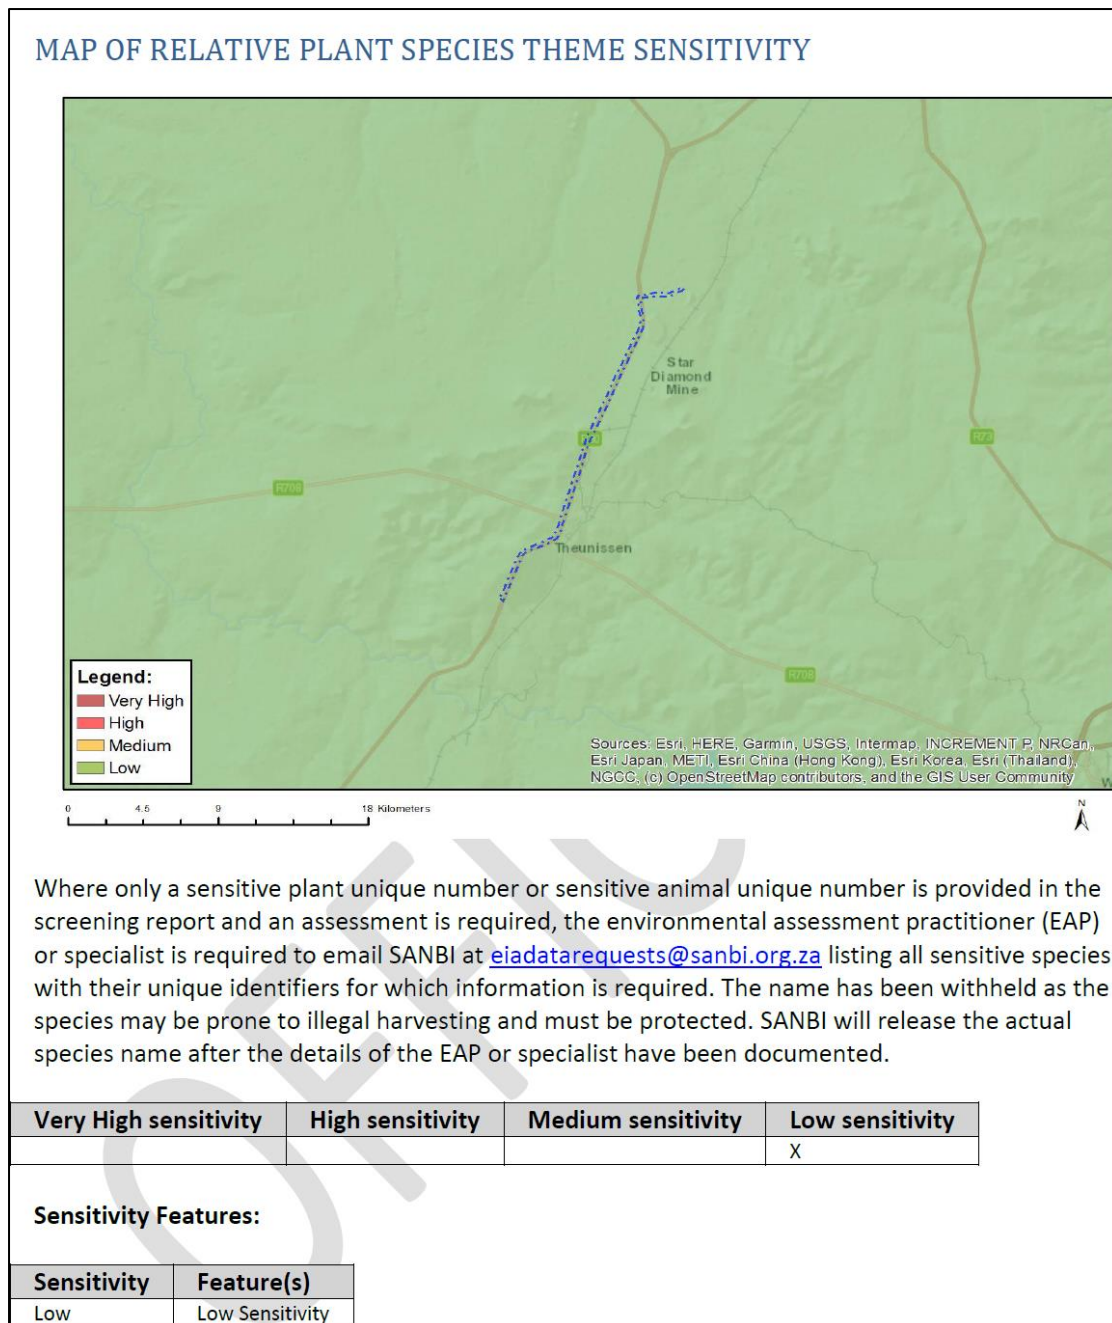 MAP OF RELATIVE PLANT SPECIES THEME SENSITIVITY
Star
Diamond
Mine
R73
R708
Theunissen
R708
Legend:
Very High
High
Medium
Low
Sources: Esri, HERE, Garmin, USGS, Intermap, INCREMENT P, NRCan,
Esri Japan, METI, Esri China (Hong Kong), Esri Korea, Esri (Thailand),
NGCC, (c) OpenStreetMap contributors, and the GIS User Community
W
0 4.5 9 18 Kilometers
N
Where only a sensitive plant unique number or sensitive animal unique number is provided in the
screening report and an assessment is required, the environmental assessment practitioner (EAP)
or specialist is required to email SANBI at eiadatarequests@sanbi.org.za listing all sensitive species
with their unique identifiers for which information is required. The name has been withheld as the
species may be prone to illegal harvesting and must be protected. SANBI will release the actual
species name after the details of the EAP or specialist have been documented.
Very High sensitivity High sensitivity Medium sensitivity Low sensitivity
X
Sensitivity Features:
Sensitivity Feature(s)
Low Low Sensitivity
OFFIC